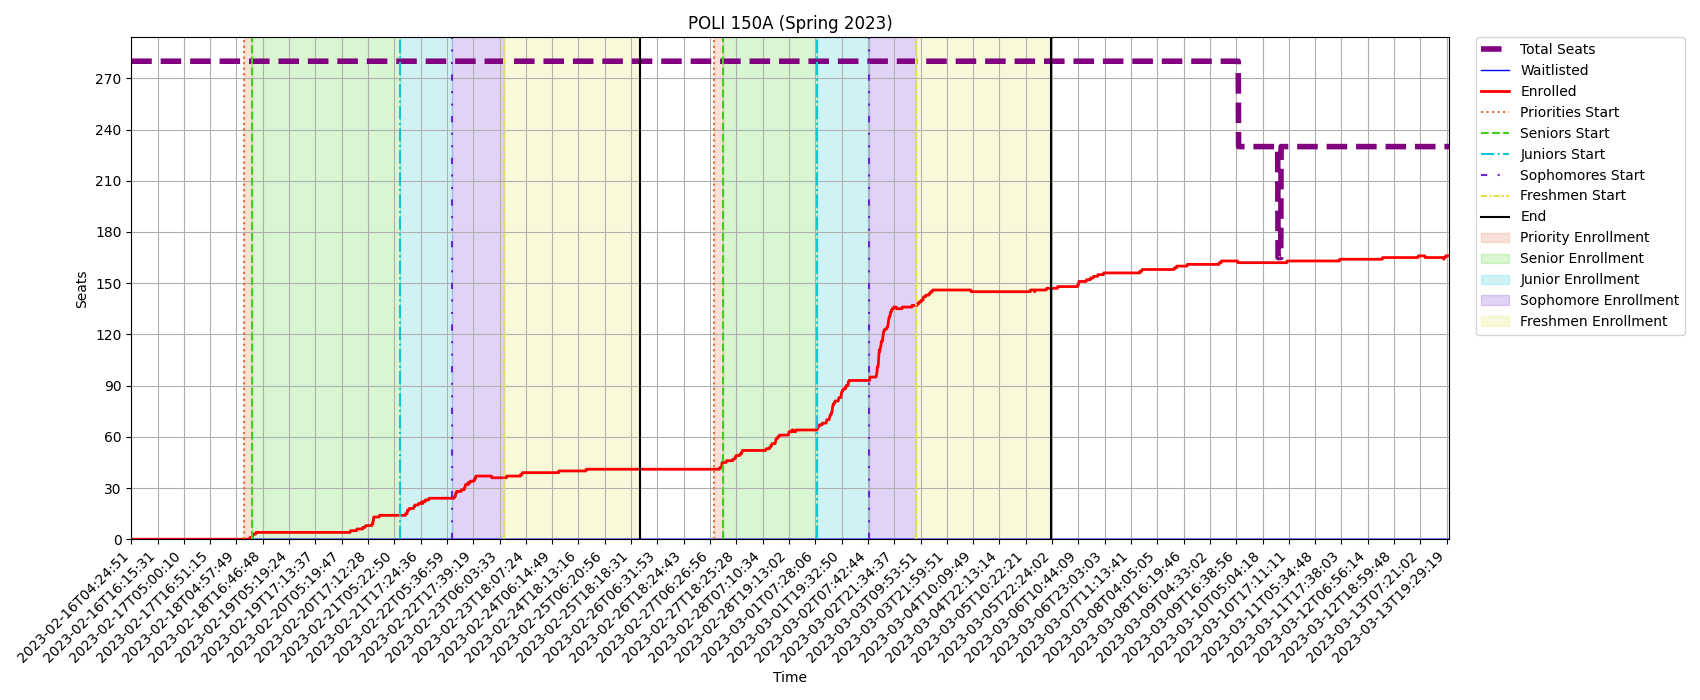 POLI 150A (Spring 2023)
Seats
270
240
210
180
150
120
90
60
30
0
2023-02-16T04:24:51
2023-02-16T16:15:31
2023-02-17T05:00:10
2023-02-17T16:51:15
2023-02-18T04:57:49
2023-02-18T16:46:48
2023-02-19T05:19:24
2023-02-19T17:13:37
2023-02-20T05:19:47
2023-02-20T17:12:28
2023-02-21T05:22:50
2023-02-21T17:24:36
2023-02-22T05:36:59
2023-02-22T17:39:19
2023-02-23T06:03:33
2023-02-23T18:07:24
2023-02-24T06:14:49
2023-02-24T18:13:16
2023-02-25T06:20:56
2023-02-25T18:18:31
2023-02-26T06:31:53
2023-02-26T18:24:43
2023-02-27T06:26:56
2023-02-27T18:25:28
2023-02-28T07:10:34
2023-02-28T19:13:02
2023-03-01T07:28:06
2023-03-01T19:32:50
2023-03-02T07:42:44
2023-03-02T21:34:37
2023-03-03T09:53:51
2023-03-03T21:59:51
2023-03-04T10:09:49
2023-03-04T22:13:14
2023-03-05T10:22:21
2023-03-05T22:24:02
2023-03-06T10:44:09
2023-03-06T23:03:03
2023-03-07T11:13:41
2023-03-08T04:05:05
2023-03-08T16:19:46
2023-03-09T04:33:02
2023-03-09T16:38:56
2023-03-10T05:04:18
2023-03-10T17:11:11
2023-03-11T05:34:48
2023-03-11T17:38:03
2023-03-12T06:56:14
2023-03-12T18:59:48
2023-03-13T07:21:02
2023-03-13T19:29:19
Time
Total Seats
Waitlisted
Enrolled
Priorities Start
Seniors Start
Juniors Start
Sophomores Start
Freshmen Start
End
Priority Enrollment
Senior Enrollment
Junior Enrollment
Sophomore Enrollment
Freshmen Enrollment